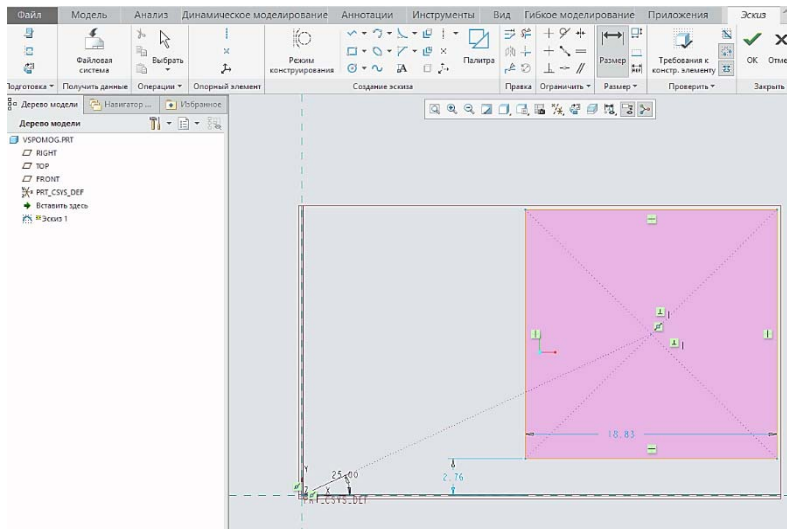 Файл Модель Анализ Динамическое моделирование Аннотации Инструменты Вид Гибкое моделирование Приложения Эскиз
Файловая система
Выбрать
Режим конструирования
Палитра
Размер
Требования к констр. элементу
ОК
Отме
Подготовка Получить данные Операции Опорный элемент Создание эскиза Правка Ограничить Размер Проверить Закрыть
Дерево модели Навигатор ... Избранное
Дерево модели
VSPOMOG.PRT
RIGHT
TOP
FRONT
PRT_CSYS_DEF
Вставить здесь
Эскиз 1
18.83
2.76
25.00
Y
Z X
PRT_CSYS_DEF